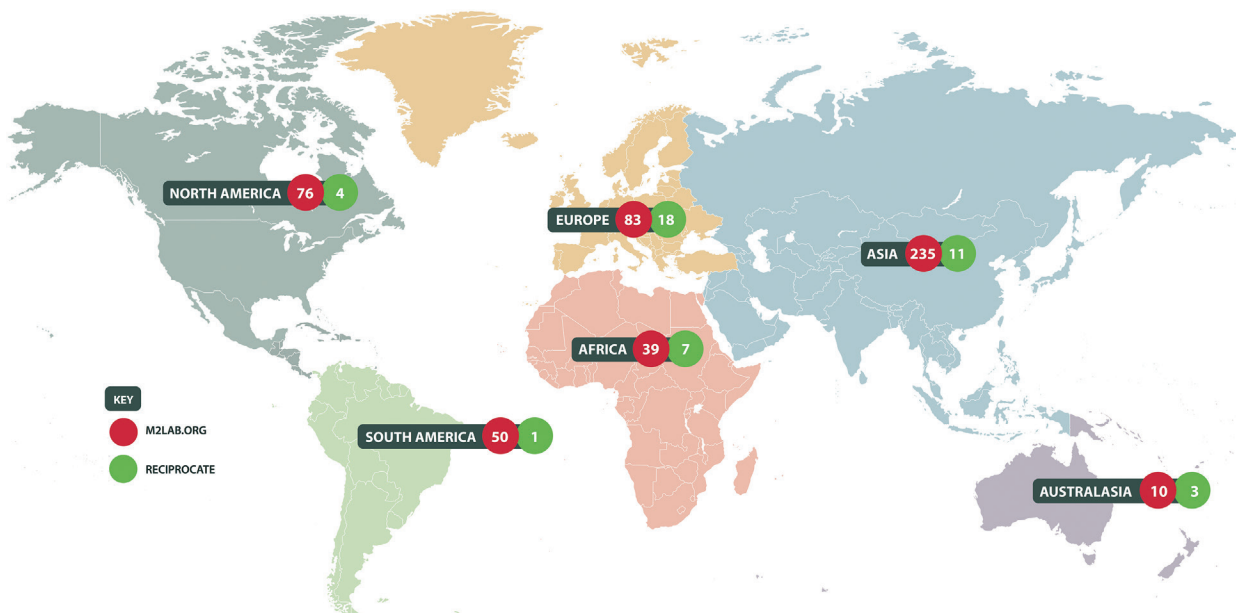 NORTH AMERICA 76 4
EUROPE 83 18
ASIA 235 11
AFRICA 39 7
KEY
M2LAB.ORG
SOUTH AMERICA 50 1
RECIPROCATE
AUSTRALASIA 10 3